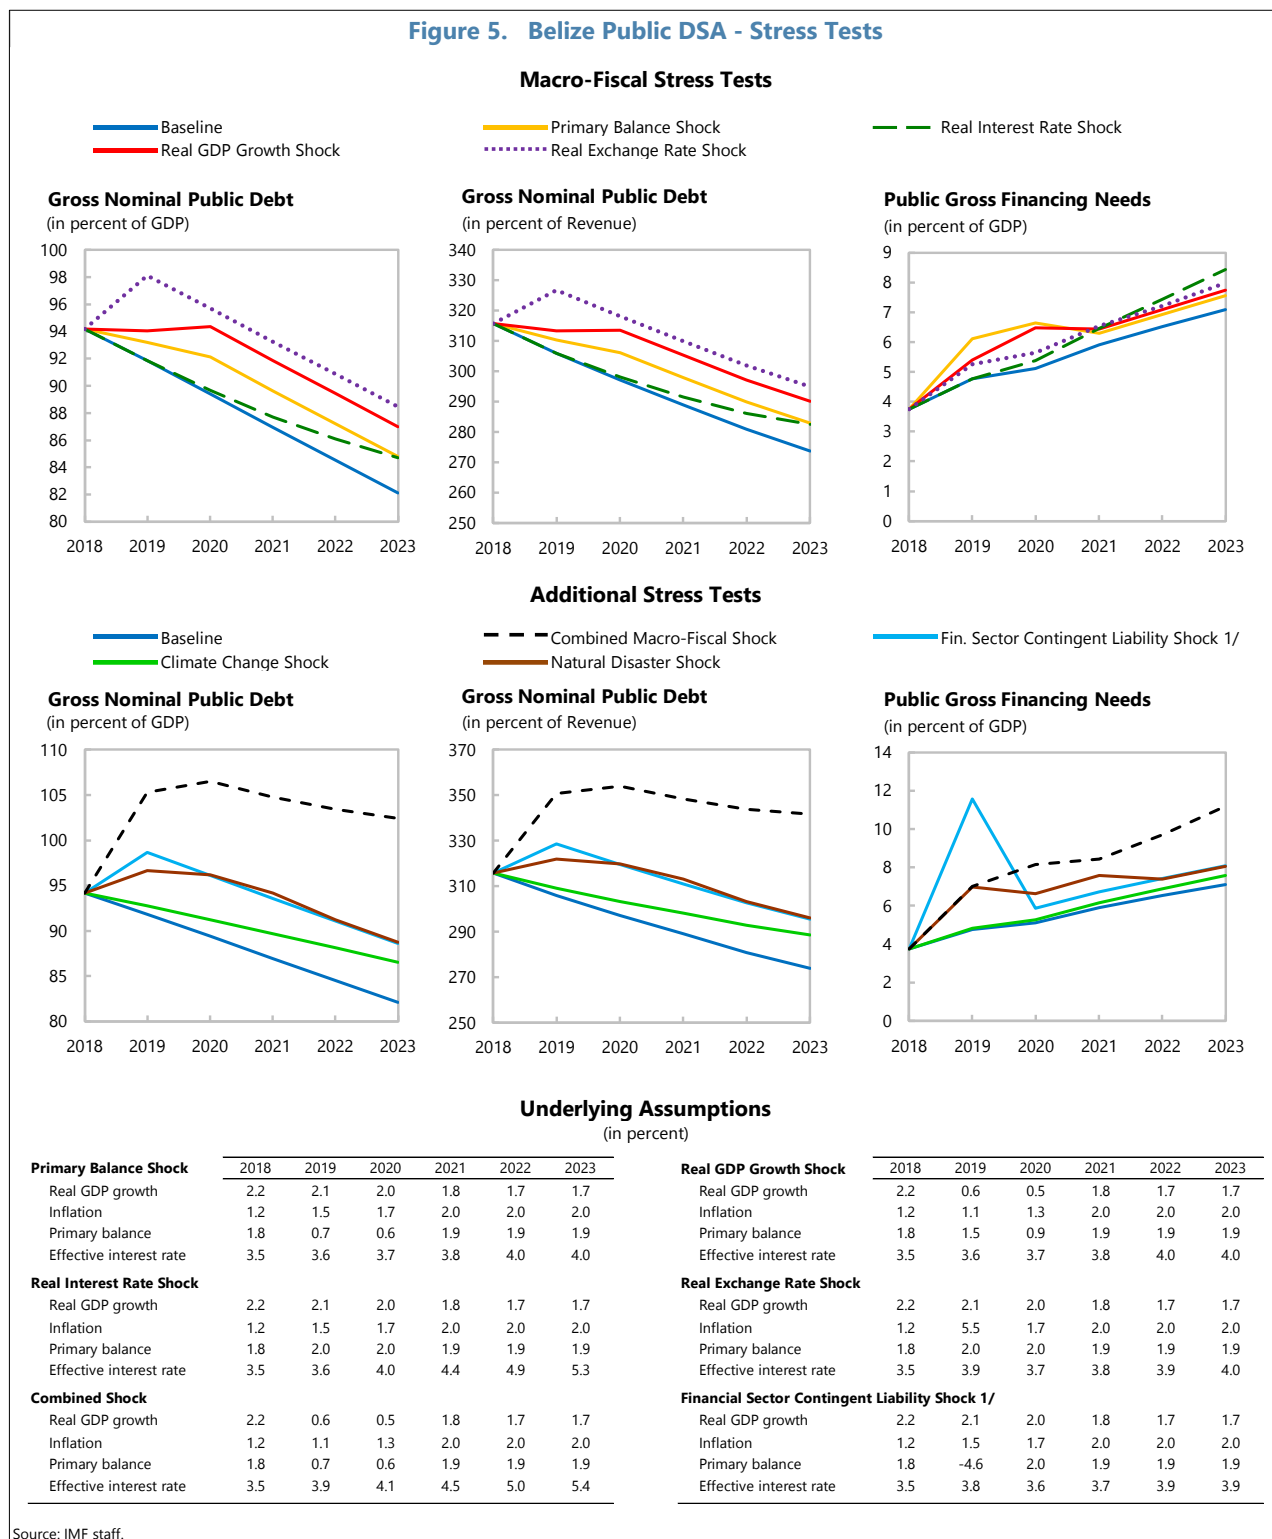 Figure 5. Belize Public DSA - Stress Tests
Macro-Fiscal Stress Tests
Baseline
Primary Balance Shock
Real Interest Rate Shock
Real GDP Growth Shock
Real Exchange Rate Shock
Gross Nominal Public Debt
(in percent of GDP)
100
98
96
94
92
90
88
86
84
82
80
2018 2019 2020 2021 2022 2023
Gross Nominal Public Debt
(in percent of Revenue)
340
330
320
310
300
290
280
270
260
250
2018 2019 2020 2021 2022 2023
Public Gross Financing Needs
(in percent of GDP)
9
8
7
6
5
4
3
2
1
0
2018 2019 2020 2021 2022 2023
Additional Stress Tests
Baseline
Combined Macro-Fiscal Shock
Fin. Sector Contingent Liability Shock 1/
Climate Change Shock
Natural Disaster Shock
Gross Nominal Public Debt
(in percent of GDP)
110
105
100
95
90
85
80
2018 2019 2020 2021 2022 2023
Gross Nominal Public Debt
(in percent of Revenue)
370
350
330
310
290
270
250
2018 2019 2020 2021 2022 2023
Public Gross Financing Needs
(in percent of GDP)
14
12
10
8
6
4
2
0
2018 2019 2020 2021 2022 2023
Underlying Assumptions
(in percent)
Primary Balance Shock 2018 2019 2020 2021 2022 2023
Real GDP growth 2.2 2.1 2.0 1.8 1.7 1.7
Inflation 1.2 1.5 1.7 2.0 2.0 2.0
Primary balance 1.8 0.7 0.6 1.9 1.9 1.9
Effective interest rate 3.5 3.6 3.7 3.8 4.0 4.0
Real Interest Rate Shock
Real GDP growth 2.2 2.1 2.0 1.8 1.7 1.7
Inflation 1.2 1.5 1.7 2.0 2.0 2.0
Primary balance 1.8 2.0 2.0 1.9 1.9 1.9
Effective interest rate 3.5 3.6 4.0 4.4 4.9 5.3
Combined Shock
Real GDP growth 2.2 0.6 0.5 1.8 1.7 1.7
Inflation 1.2 1.1 1.3 2.0 2.0 2.0
Primary balance 1.8 0.7 0.6 1.9 1.9 1.9
Effective interest rate 3.5 3.9 4.1 4.5 5.0 5.4
Real GDP Growth Shock 2018 2019 2020 2021 2022 2023
Real GDP growth 2.2 0.6 0.5 1.8 1.7 1.7
Inflation 1.2 1.1 1.3 2.0 2.0 2.0
Primary balance 1.8 1.5 0.9 1.9 1.9 1.9
Effective interest rate 3.5 3.6 3.7 3.8 4.0 4.0
Real Exchange Rate Shock
Real GDP growth 2.2 2.1 2.0 1.8 1.7 1.7
Inflation 1.2 5.5 1.7 2.0 2.0 2.0
Primary balance 1.8 2.0 2.0 1.9 1.9 1.9
Effective interest rate 3.5 3.9 3.7 3.8 3.9 4.0
Financial Sector Contingent Liability Shock 1/
Real GDP growth 2.2 2.1 2.0 1.8 1.7 1.7
Inflation 1.2 1.5 1.7 2.0 2.0 2.0
Primary balance 1.8 -4.6 2.0 1.9 1.9 1.9
Effective interest rate 3.5 3.8 3.6 3.7 3.9 3.9
Source: IMF staff.